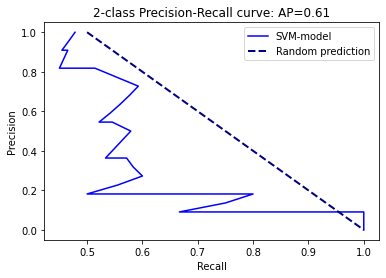 2-class Precision-Recall curve: AP=0.61
SVM-model
Random prediction
Precision
1.0
0.8
0.6
0.4
0.2
0.0
0.5 0.6 0.7 0.8 0.9 1.0
Recall